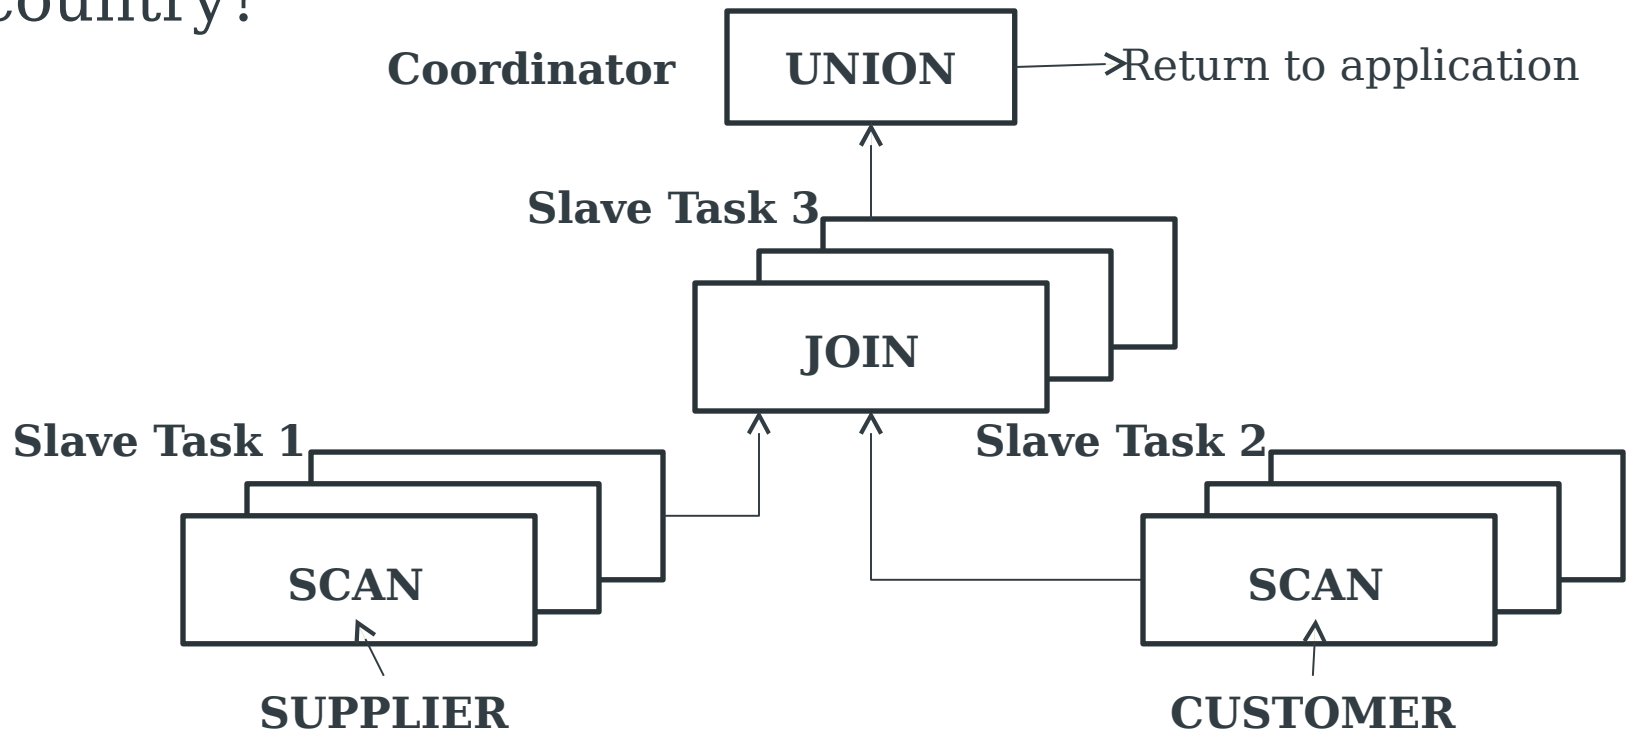 country!
Coordinator
UNION
Return to application
Slave Task 3
JOIN
Slave Task 1
Slave Task 2
SCAN
SCAN
SUPPLIER
CUSTOMER